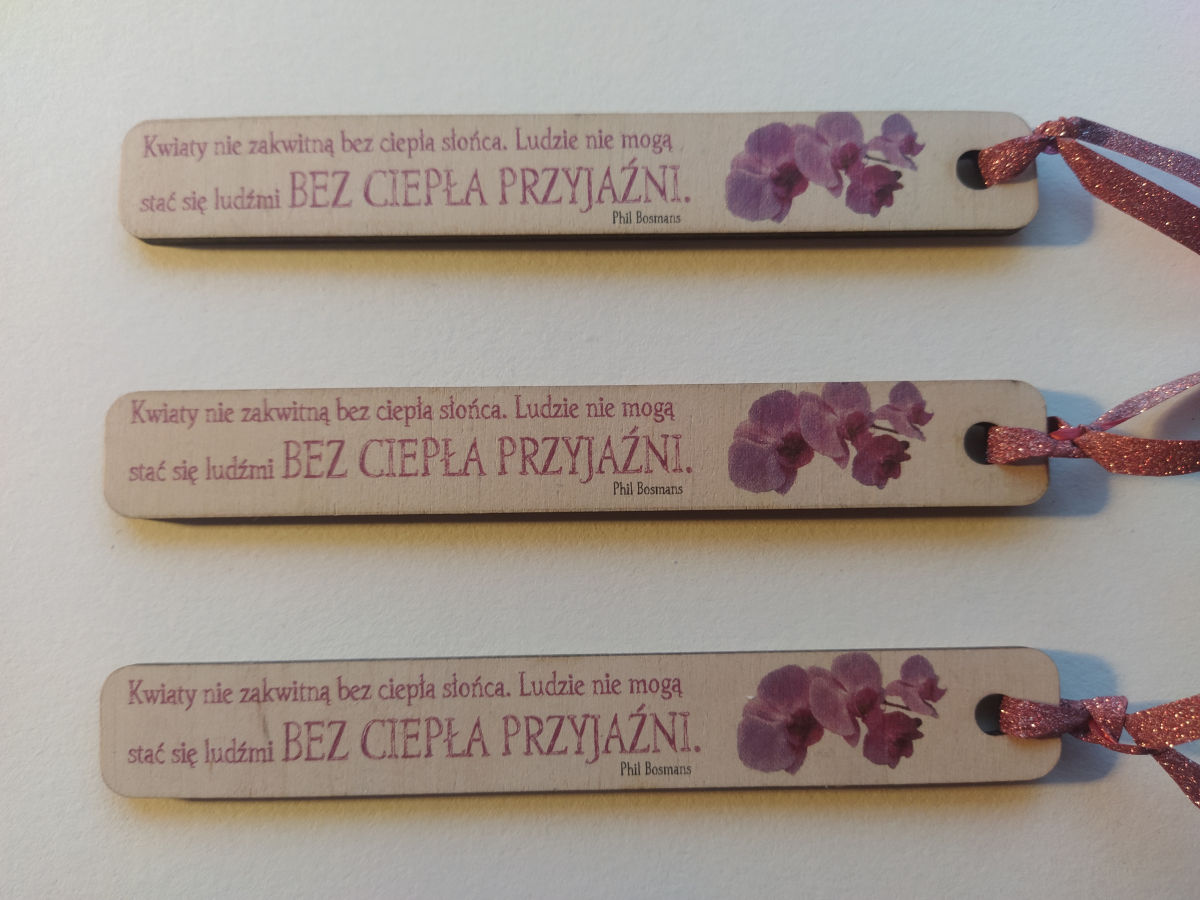 Kwiaty nie zakwitną bez ciepła słońca. Ludzie nie mogą
stać się ludźmi BEZ CIEPŁA PRZYJAŹNI.
Phil Bosmans
Kwiaty nie zakwitną bez ciepła słońca. Ludzie nie mogą
stać się ludźmi BEZ CIEPŁA PRZYJAŹNI.
Phil Bosmans
Kwiaty nie zakwitną bez ciepła słońca. Ludzie nie mogą
stać się ludźmi BEZ CIEPŁA PRZYJAŹNI.
Phil Bosmans